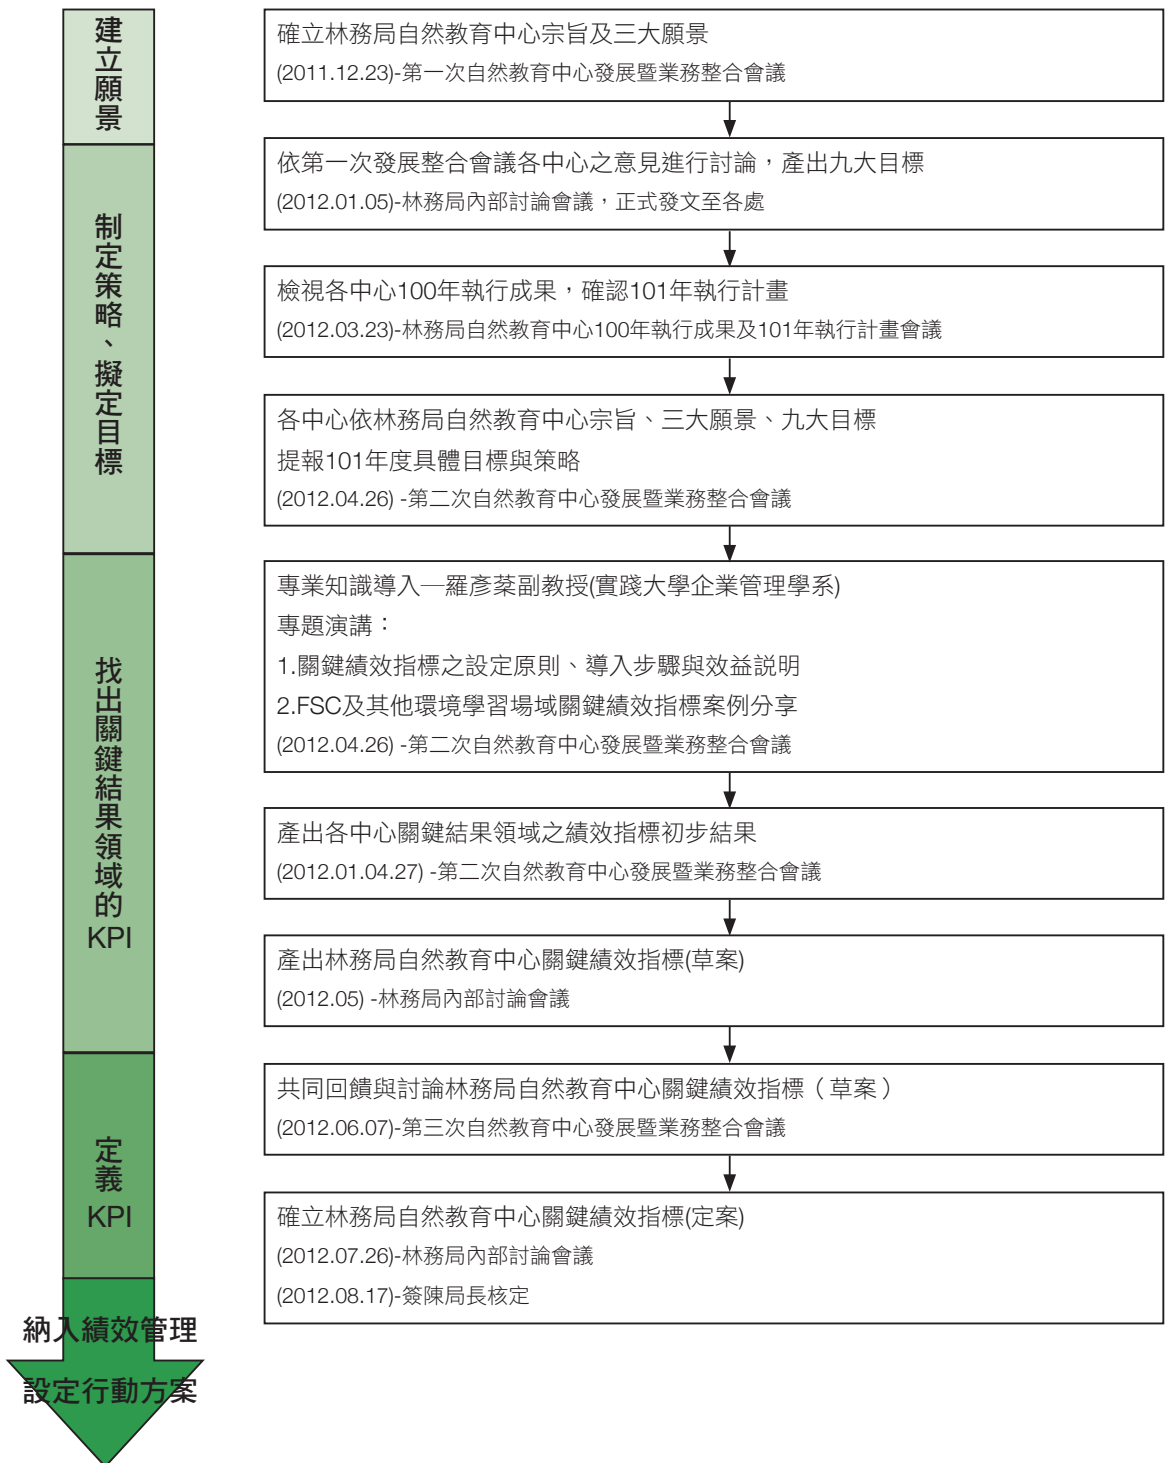 建立願景
確立林務局自然教育中心宗旨及三大願景
(2011.12.23)-第一次自然教育中心發展暨業務整合會議
制定策略、擬定目標
依第一次發展整合會議各中心之意見進行討論，產出九大目標
(2012.01.05)-林務局內部討論會議，正式發文至各處
檢視各中心100年執行成果，確認101年執行計畫
(2012.03.23)-林務局自然教育中心100年執行成果及101年執行計畫會議
各中心依林務局自然教育中心宗旨、三大願景、九大目標
提報101年度具體目標與策略
(2012.04.26) -第二次自然教育中心發展暨業務整合會議
找出關鍵結果領域的
KPI
專業知識導入─羅彥棻副教授(實踐大學企業管理學系)
專題演講：
1.關鍵績效指標之設定原則、導入步驟與效益說明
2.FSC及其他環境學習場域關鍵績效指標案例分享
(2012.04.26) -第二次自然教育中心發展暨業務整合會議
產出各中心關鍵結果領域之績效指標初步結果
(2012.01.04.27) -第二次自然教育中心發展暨業務整合會議
產出林務局自然教育中心關鍵績效指標(草案)
(2012.05) -林務局內部討論會議
定義
KPI
共同回饋與討論林務局自然教育中心關鍵績效指標（草案）
(2012.06.07)-第三次自然教育中心發展暨業務整合會議
確立林務局自然教育中心關鍵績效指標(定案)
(2012.07.26)-林務局內部討論會議
(2012.08.17)-簽陳局長核定
納入績效管理
設定行動方案